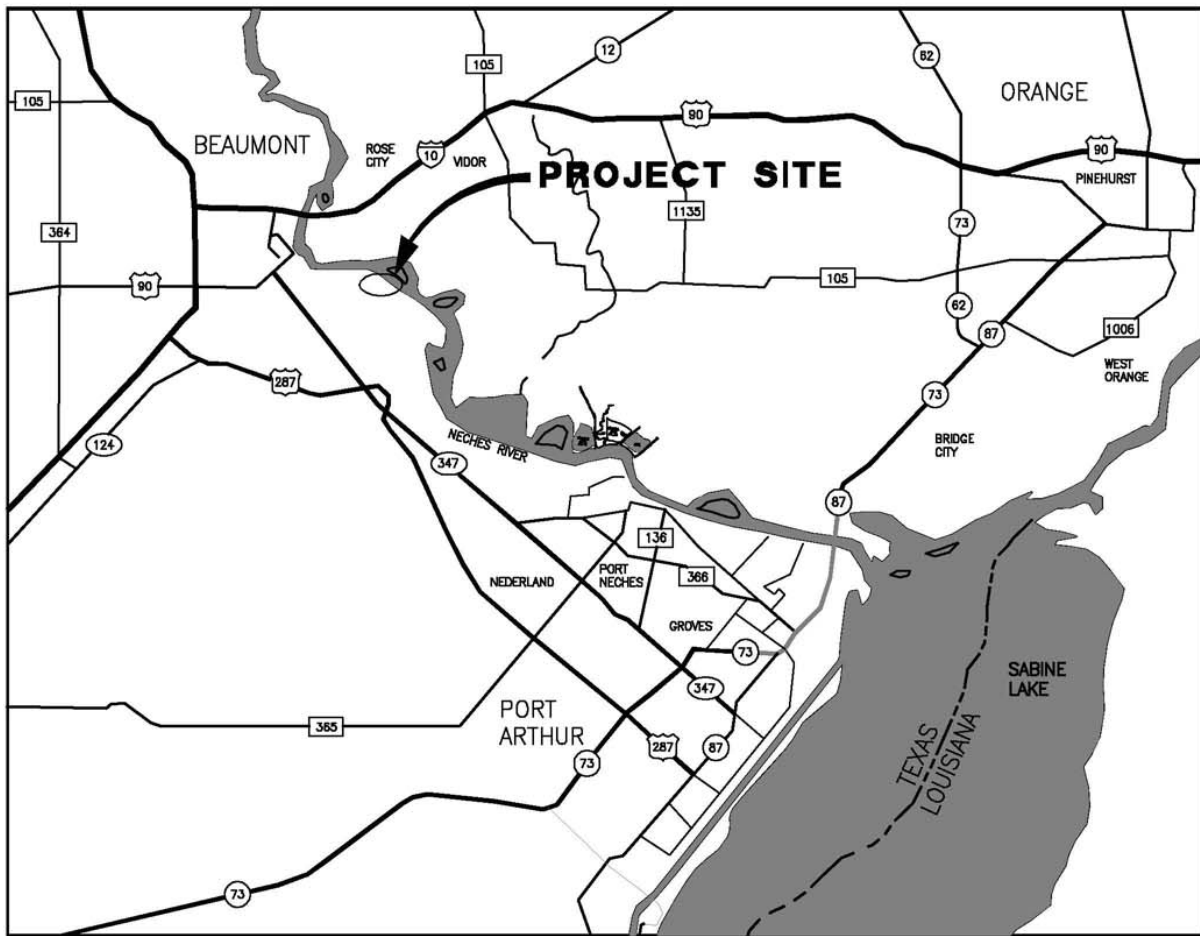 12
62
105
ORANGE
105
90
BEAUMONT
ROSE
CITY
10
VIDOR
90
PINEHURST
PROJECT SITE
1135
364
73
90
105
62
87
1006
287
WEST
ORANGE
73
124
NECHES RIVER
347
BRIDGE
CITY
87
136
NEDERLAND
PORT
NECHES
366
GROVES
73
347
SABINE
LAKE
PORT
ARTHUR
365
287
87
73
TEXAS
LOUISIANA
73